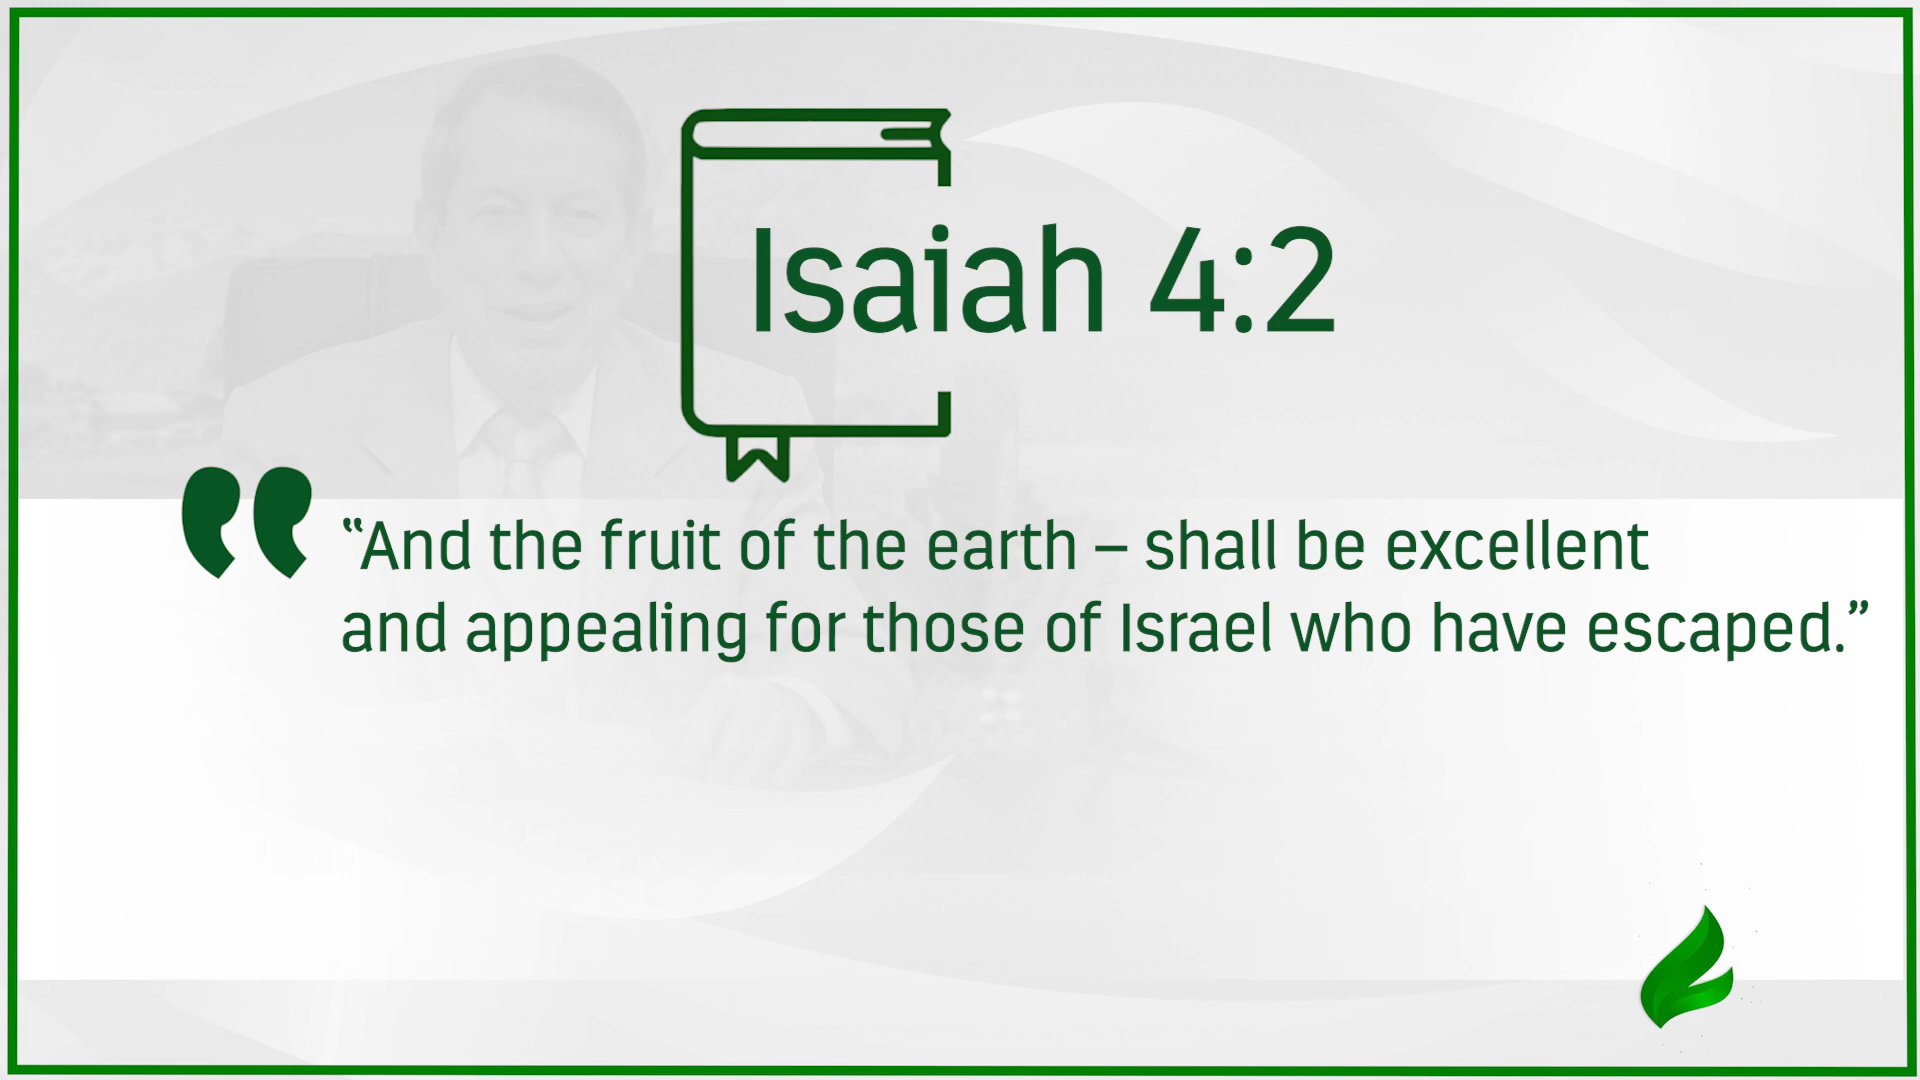 Isaiah 4:2
“And the fruit of the earth – shall be excellent
and appealing for those of Israel who have escaped.”